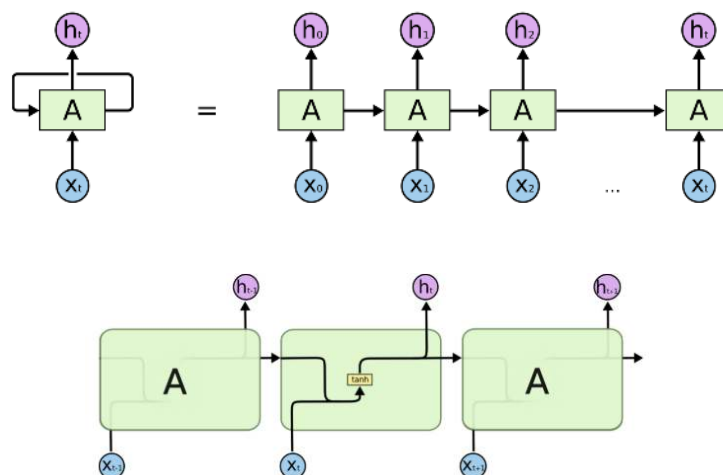 hₜ h₀ h₁ h₂ hₜ
A = A A A A
xₜ x₀ x₁ x₂ ... xₜ
hₜ₋₁ hₜ hₜ₊₁
A tanh A
xₜ₋₁ xₜ xₜ₊₁